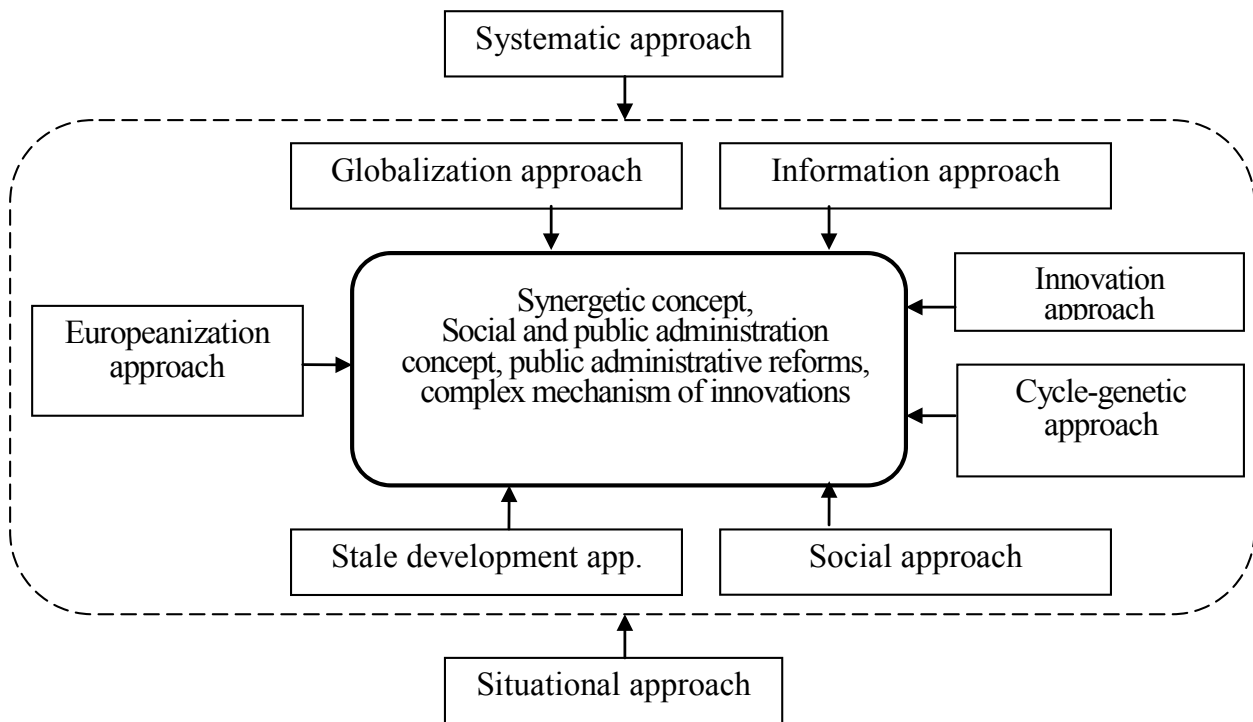 Systematic approach
Globalization approach
Information approach
Synergetic concept,
Social and public administration
concept, public administrative reforms,
complex mechanism of innovations
Innovation
approach
Europeanization
approach
Cycle-genetic
approach
Stale development app.
Social approach
Situational approach